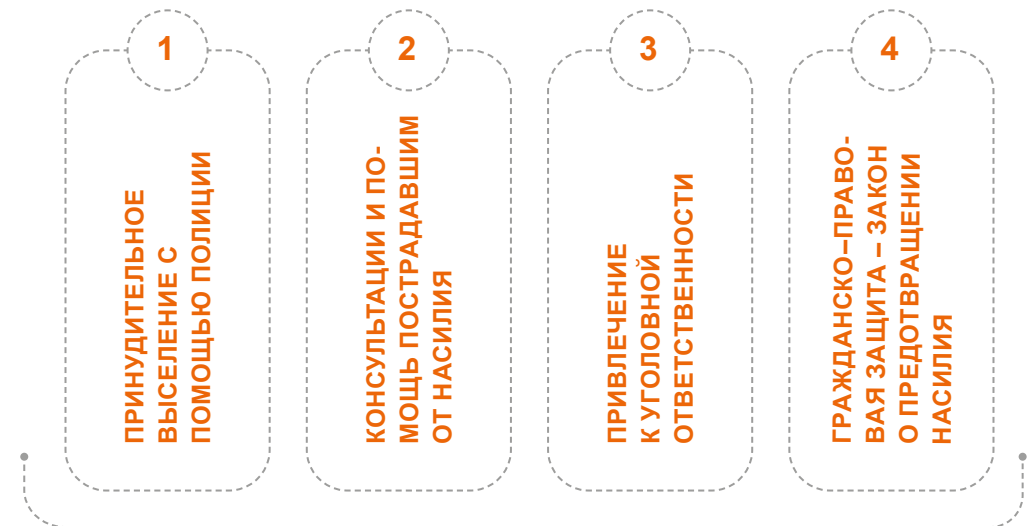 1
ПРИНУДИТЕЛЬНОЕ
ВЫСЕЛЕНИЕ С
ПОМОЩЬЮ ПОЛИЦИИ
2
КОНСУЛЬТАЦИИ И ПО-
МОЩЬ ПОСТРАДАВШИМ
ОТ НАСИЛИЯ
3
ПРИВЛЕЧЕНИЕ
К УГОЛОВНОЙ
ОТВЕТСТВЕННОСТИ
4
ГРАЖДАНСКО–ПРАВО-
ВАЯ ЗАЩИТА – ЗАКОН
О ПРЕДОТВРАЩЕНИИ
НАСИЛИЯ